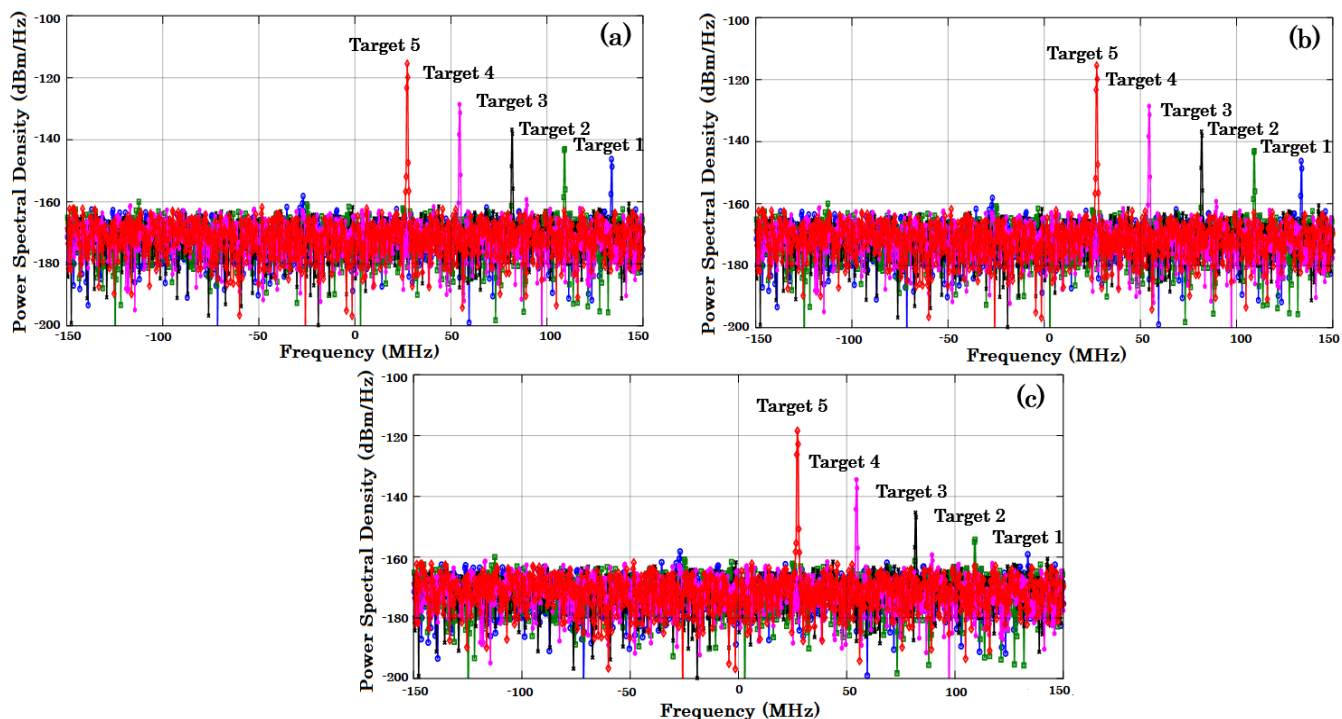 -100
(a)
Target 5
Target 4
-120
Target 3
Target 2
-140
Target 1
-160
-180
-200
-150
-100
-50
0
50
100
150
Power Spectral Density (dBm/Hz)
Frequency (MHz)
-100
(b)
Target 5
Target 4
-120
Target 3
Target 2
-140
Target 1
-160
-180
-200
-150
-100
-50
0
50
100
150
Power Spectral Density (dBm/Hz)
Frequency (MHz)
-100
(c)
Target 5
-120
Target 4
Target 3
-140
Target 2
Target 1
-160
-180
-200
-150
-100
-50
0
50
100
150
Power Spectral Density (dBm/Hz)
Frequency (MHz)